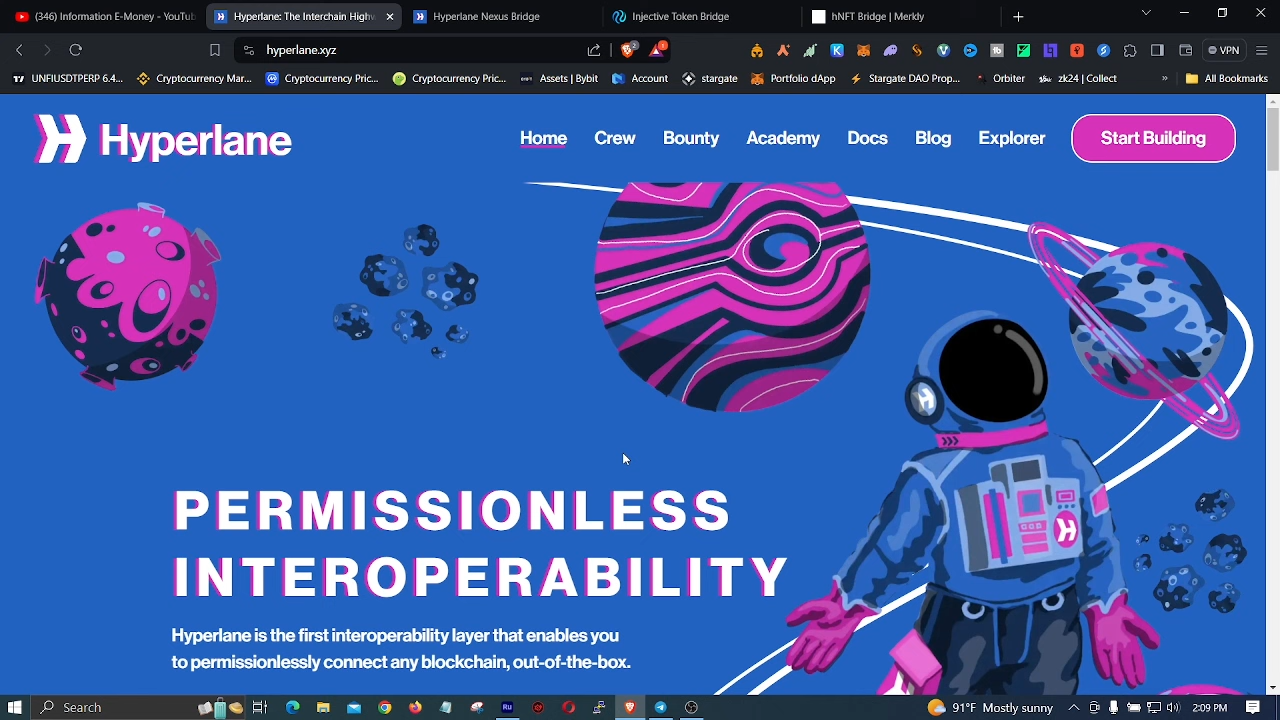 (346) Information E-Money - YouTub
Hyperlane: The Interchain High
Hyperlane Nexus Bridge
Injective Token Bridge
hNFT Bridge | Merkly
hyperlane.xyz
2
1
VPN
UNFIUSDTPERP 6.4...
Cryptocurrency Mar...
Cryptocurrency Pric...
Cryptocurrency Pric...
Assets | Bybit
Account
stargate
Portfolio dApp
Stargate DAO Prop...
Orbiter
zk24 | Collect
»
All Bookmarks
Hyperlane
Home
Crew
Bounty
Academy
Docs
Blog
Explorer
Start Building
PERMISSIONLESS
INTEROPERABILITY
Hyperlane is the first interoperability layer that enables you
to permissionlessly connect any blockchain, out-of-the-box.
Search
Ru
91°F Mostly sunny
2:09 PM